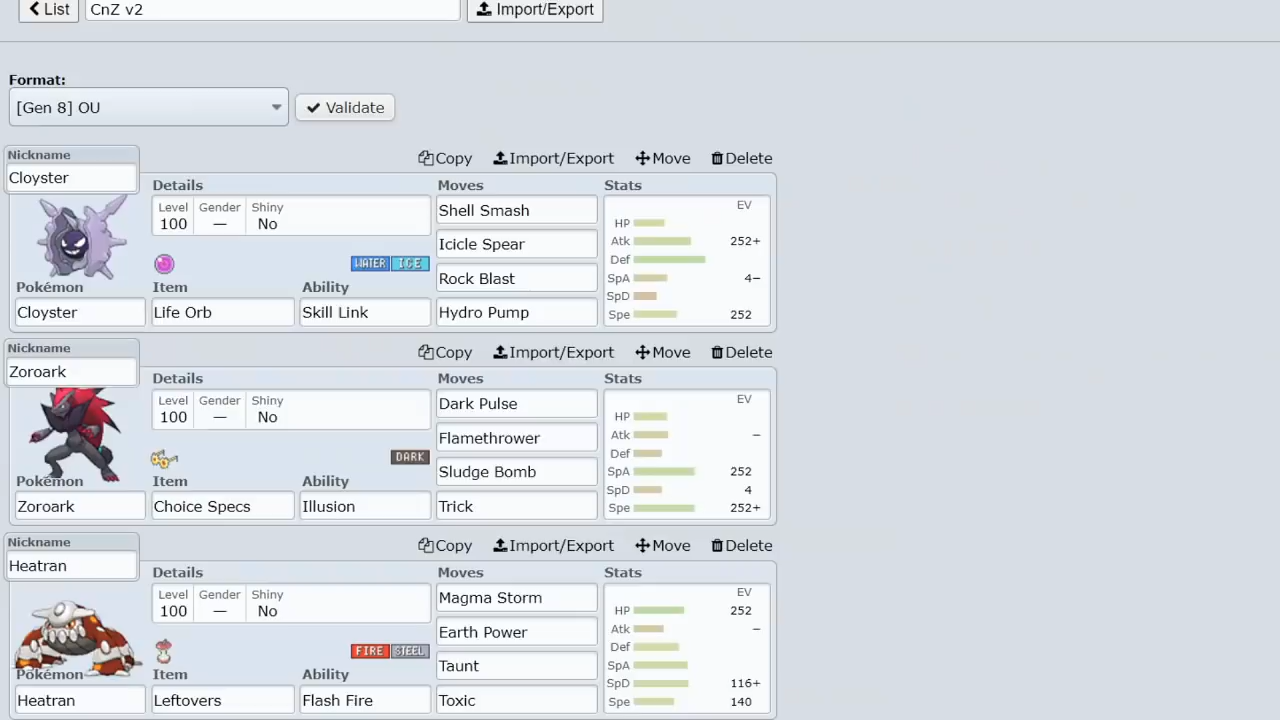 List
CnZ v2
Import/Export
Format:
[Gen 8] OU
Validate
Nickname
Cloyster
Copy
Import/Export
Move
Delete
Details
Moves
Stats
Level
Gender
Shiny
100
—
No
WATER
ICE
Pokémon
Item
Ability
Cloyster
Life Orb
Skill Link
Shell Smash
Icicle Spear
Rock Blast
Hydro Pump
EV
HP
Atk 252+
Def
SpA 4−
SpD
Spe 252
Nickname
Zoroark
Copy
Import/Export
Move
Delete
Details
Moves
Stats
Level
Gender
Shiny
100
—
No
DARK
Pokémon
Item
Ability
Zoroark
Choice Specs
Illusion
Dark Pulse
Flamethrower
Sludge Bomb
Trick
EV
HP
Atk −
Def
SpA 252
SpD 4
Spe 252+
Nickname
Heatran
Copy
Import/Export
Move
Delete
Details
Moves
Stats
Level
Gender
Shiny
100
—
No
FIRE
STEEL
Pokémon
Item
Ability
Heatran
Leftovers
Flash Fire
Magma Storm
Earth Power
Taunt
Toxic
EV
HP 252
Atk −
Def
SpA
SpD 116+
Spe 140